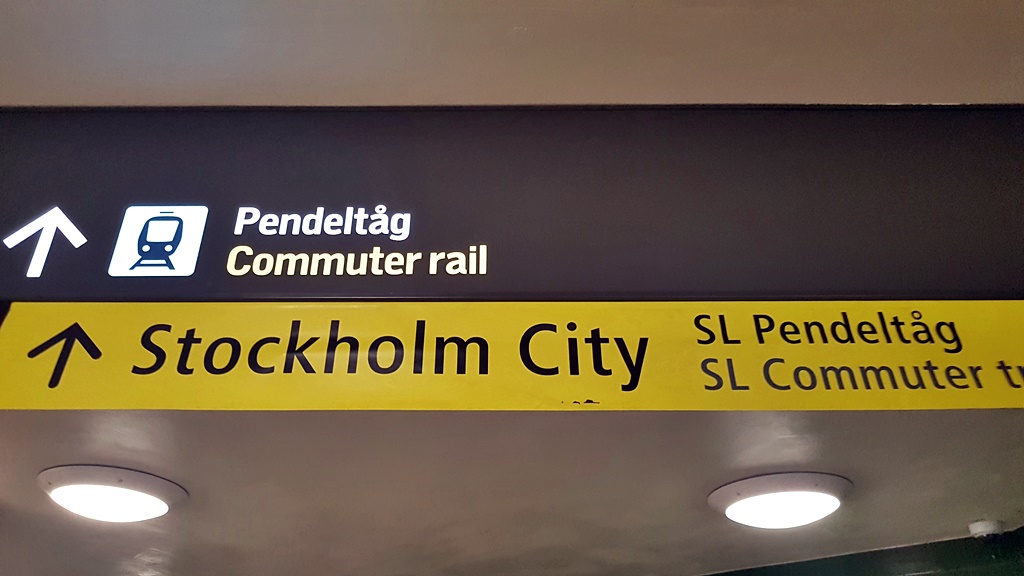 Pendeltåg
Commuter rail
Stockholm City
SL Pendeltåg
SL Commuter